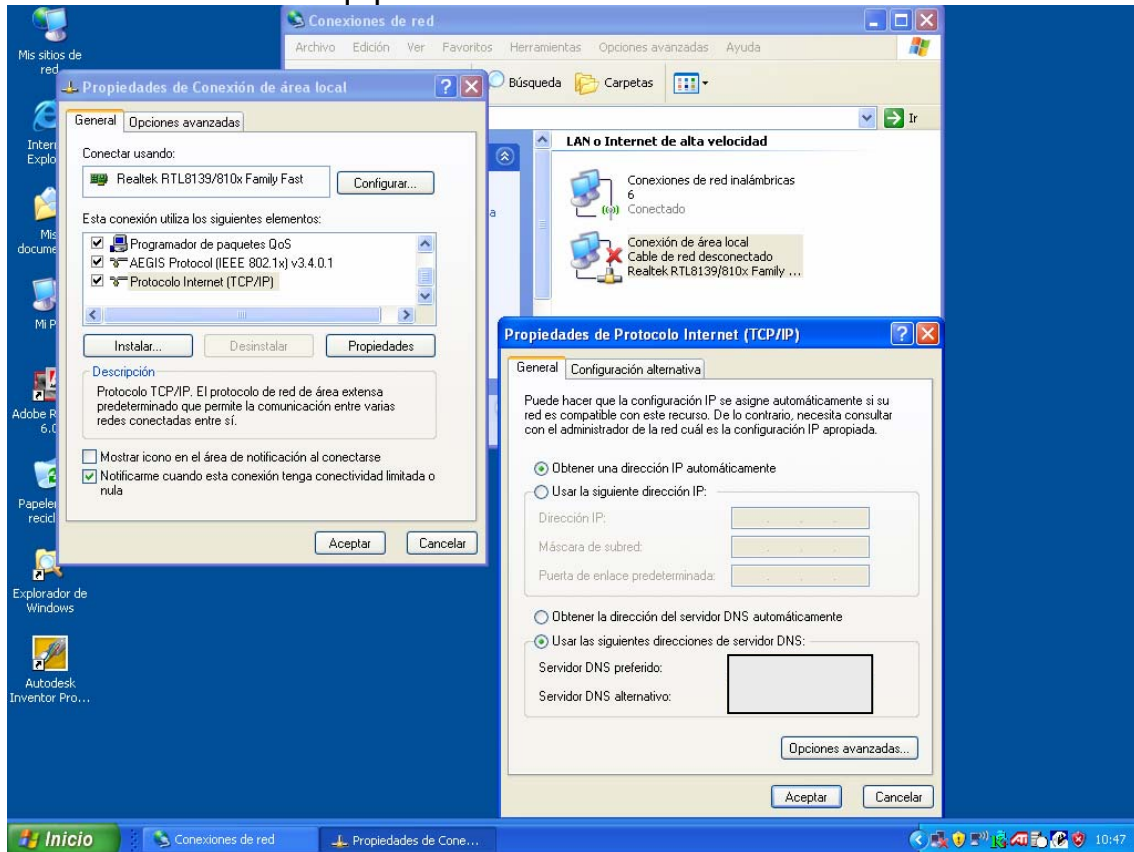 Mis sitios de
red
Conexiones de red
Archivo Edición Ver Favoritos Herramientas Opciones avanzadas Ayuda
Búsqueda Carpetas
Ir
Propiedades de Conexión de área local
General Opciones avanzadas
Conectar usando:
Realtek RTL8139/810x Family Fast Configurar...
Esta conexión utiliza los siguientes elementos:
Programador de paquetes QoS
AEGIS Protocol (IEEE 802.1x) v3.4.0.1
Protocolo Internet (TCP/IP)
Instalar... Desinstalar Propiedades
Descripción
Protocolo TCP/IP. El protocolo de red de área extensa
predeterminado que permite la comunicación entre varias
redes conectadas entre sí.
Mostrar icono en el área de notificación al conectarse
Notificarme cuando esta conexión tenga conectividad limitada o
nula
Aceptar Cancelar
LAN o Internet de alta velocidad
Conexiones de red inalámbricas
6
Conectado
Conexión de área local
Cable de red desconectado
Realtek RTL8139/810x Family ...
Propiedades de Protocolo Internet (TCP/IP)
General Configuración alternativa
Puede hacer que la configuración IP se asigne automáticamente si su
red es compatible con este recurso. De lo contrario, necesita consultar
con el administrador de la red cuál es la configuración IP apropiada.
Obtener una dirección IP automáticamente
Usar la siguiente dirección IP:
Dirección IP:
Máscara de subred:
Puerta de enlace predeterminada:
Obtener la dirección del servidor DNS automáticamente
Usar las siguientes direcciones de servidor DNS:
Servidor DNS preferido:
Servidor DNS alternativo:
Opciones avanzadas...
Aceptar Cancelar
Inter
Explo
Mis
docume
Mi P
Adobe R
6.0
Papeler
recicl
Explorador de
Windows
Autodesk
Inventor Pro...
Inicio Conexiones de red Propiedades de Cone... 10:47